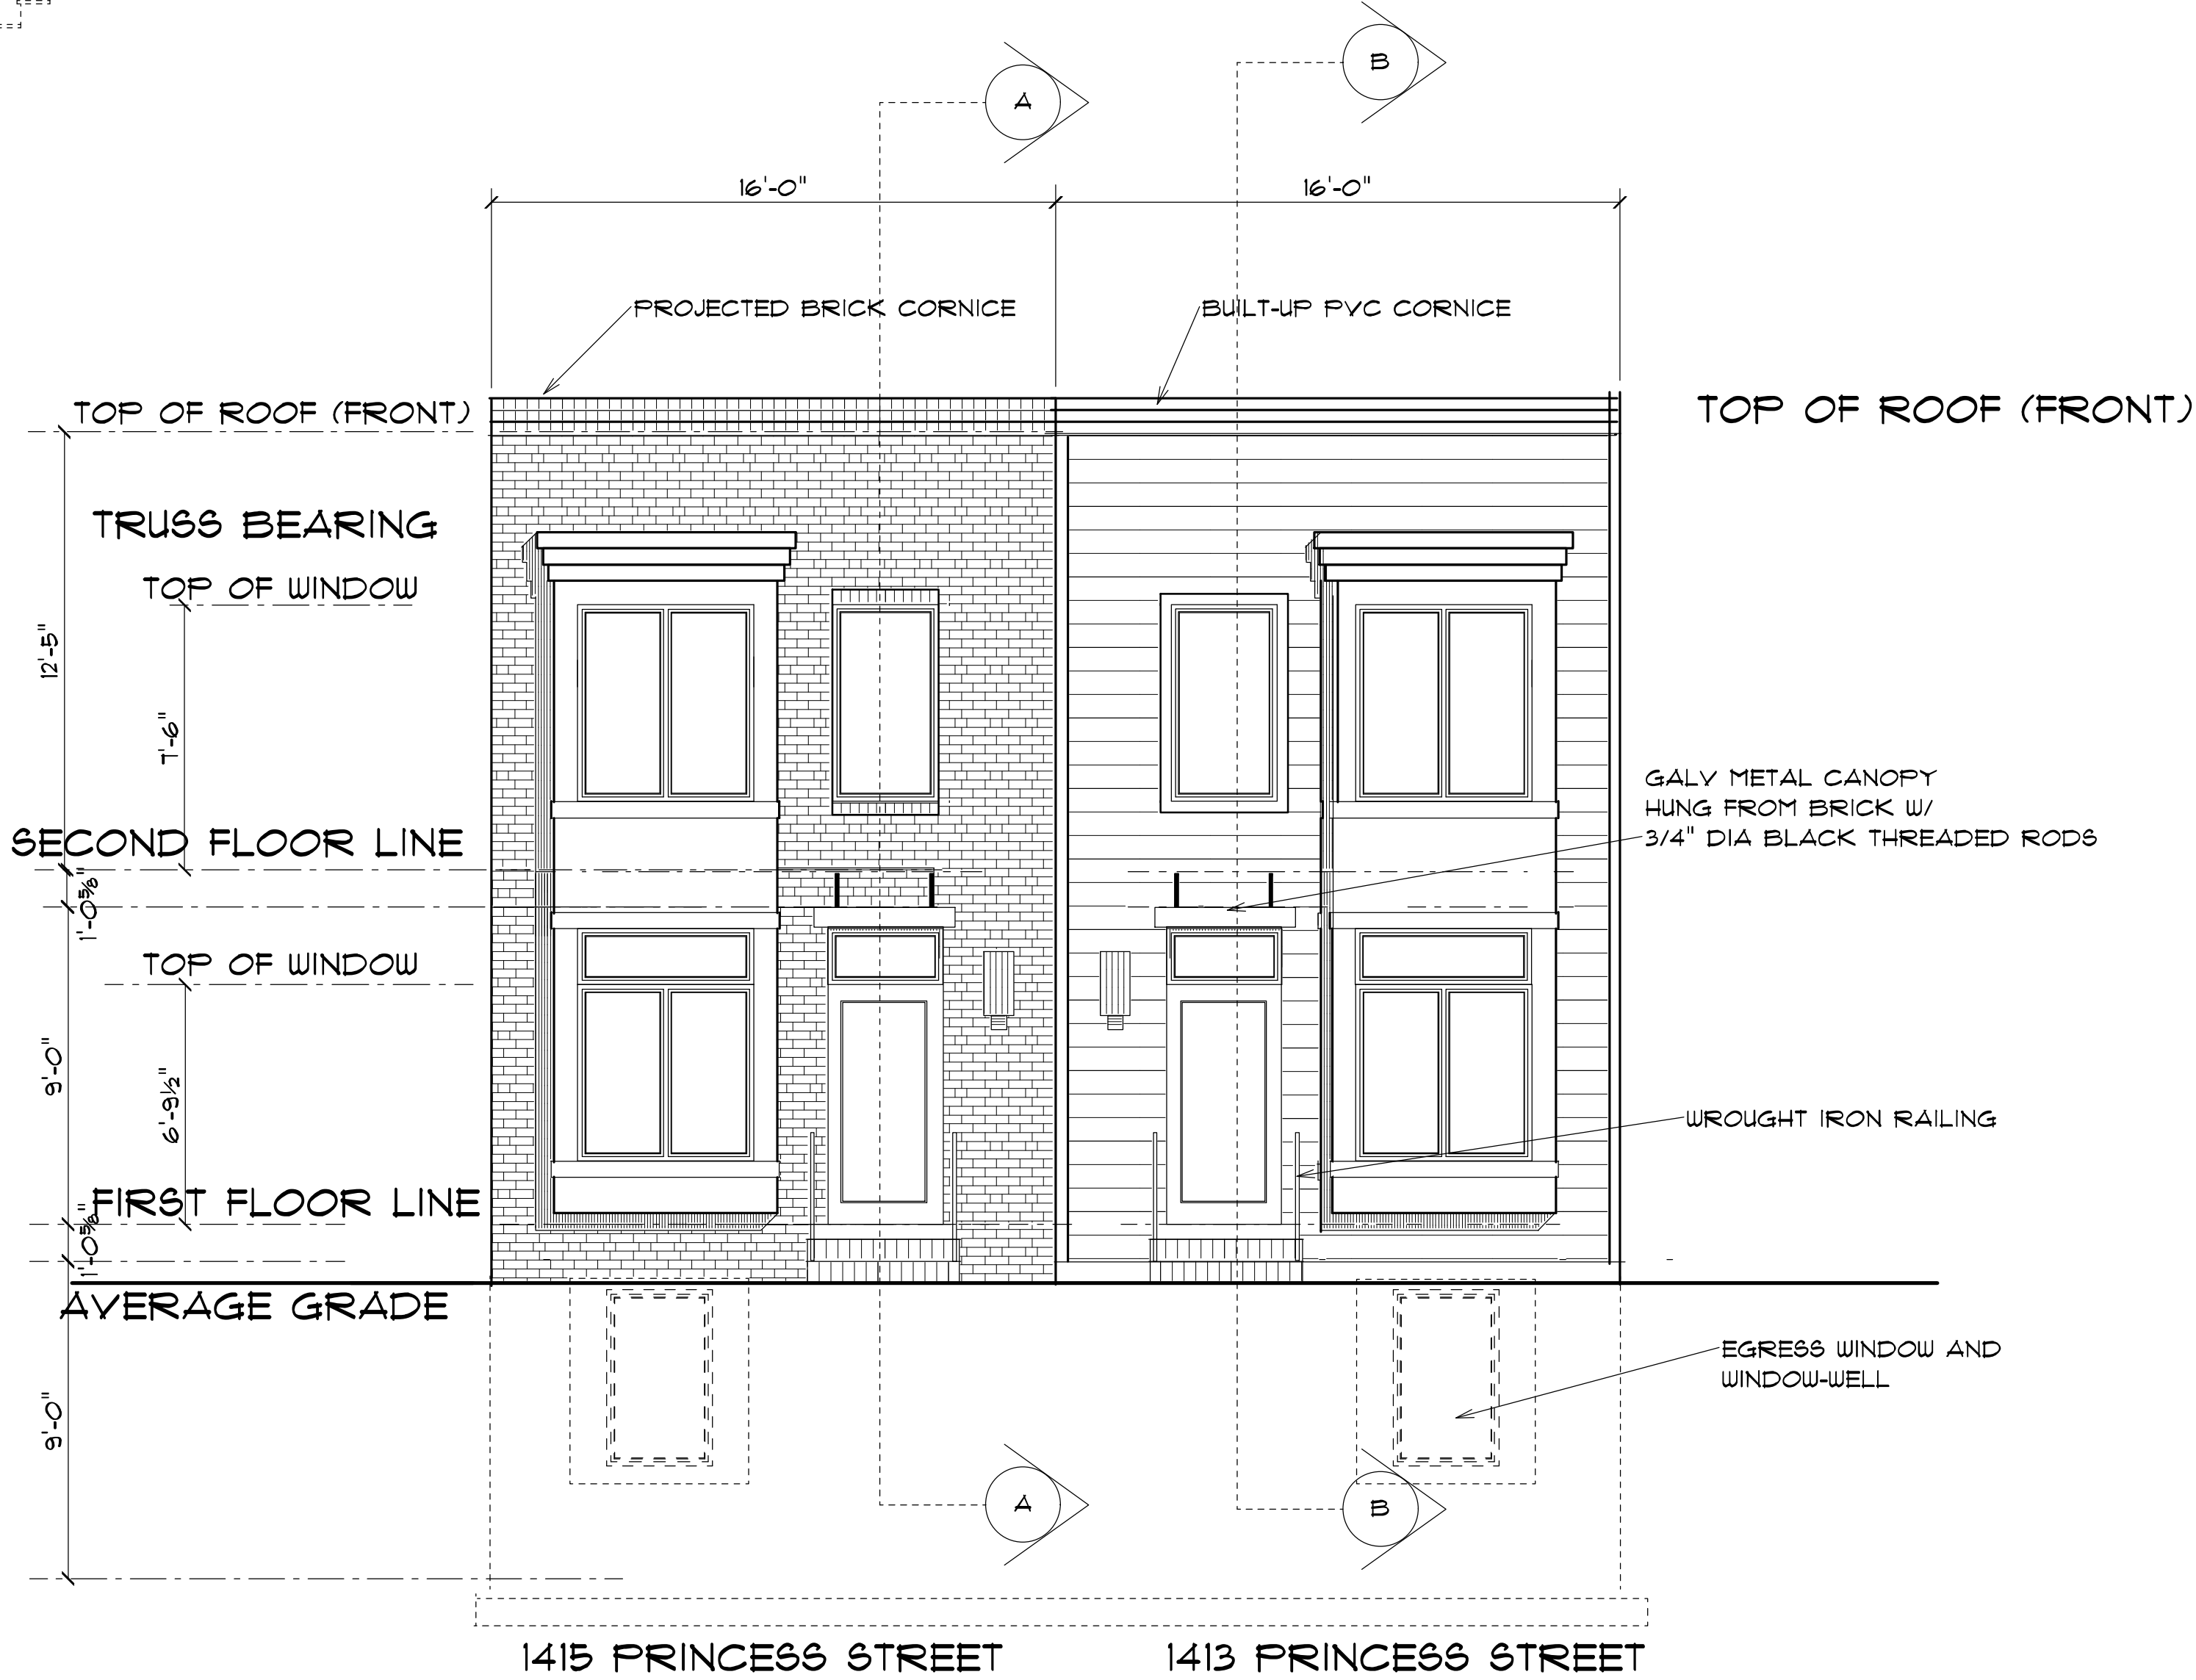 B
A
16'-0"
16'-0"
PROJECTED BRICK CORNICE
BUILT-UP PVC CORNICE
TOP OF ROOF (FRONT)
TOP OF ROOF (FRONT)
TRUSS BEARING
TOP OF WINDOW
12'-5"
7'-6"
GALV METAL CANOPY
HUNG FROM BRICK W/
3/4" DIA BLACK THREADED RODS
SECOND FLOOR LINE
1'-0⅝"
TOP OF WINDOW
9'-0"
6'-9½"
WROUGHT IRON RAILING
FIRST FLOOR LINE
1'-0⅝"
AVERAGE GRADE
EGRESS WINDOW AND
WINDOW-WELL
9'-0"
A
B
1415 PRINCESS STREET
1413 PRINCESS STREET